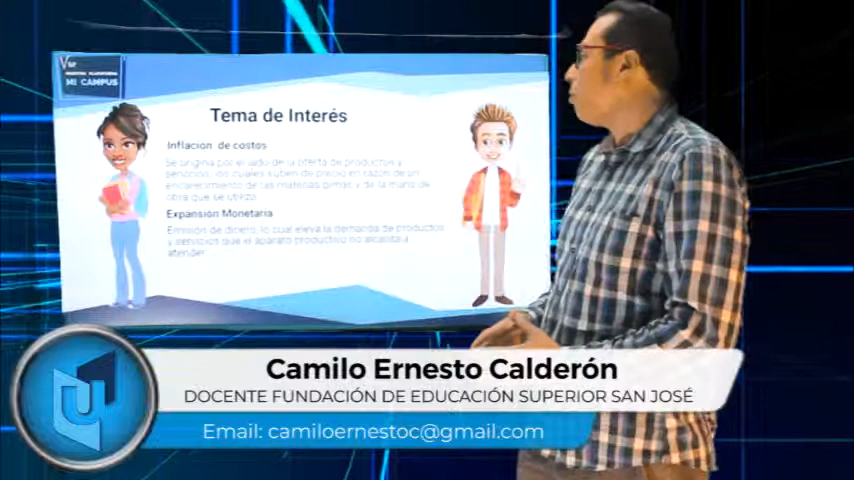 MI CAMPUS
Tema de Interés
Inflación de costos
Se origina por el lado de la oferta de productos y
servicios, los cuales suben de precio en razón de un
encarecimiento de las materias primas y de la mano de
obra que se utiliza
Expansión Monetaria
Emisión de dinero, lo cual eleva la demanda de productos
y servicios que el aparato productivo no alcanza a
atender
Camilo Ernesto Calderón
DOCENTE FUNDACIÓN DE EDUCACIÓN SUPERIOR SAN JOSÉ
Email: camiloernestoc@gmail.com